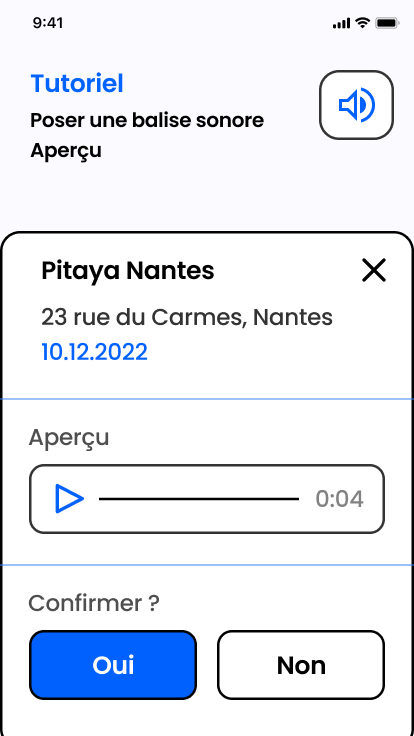 9:41
Tutoriel
Poser une balise sonore
Aperçu
Pitaya Nantes
23 rue du Carmes, Nantes
10.12.2022
Aperçu
0:04
Confirmer ?
Oui
Non